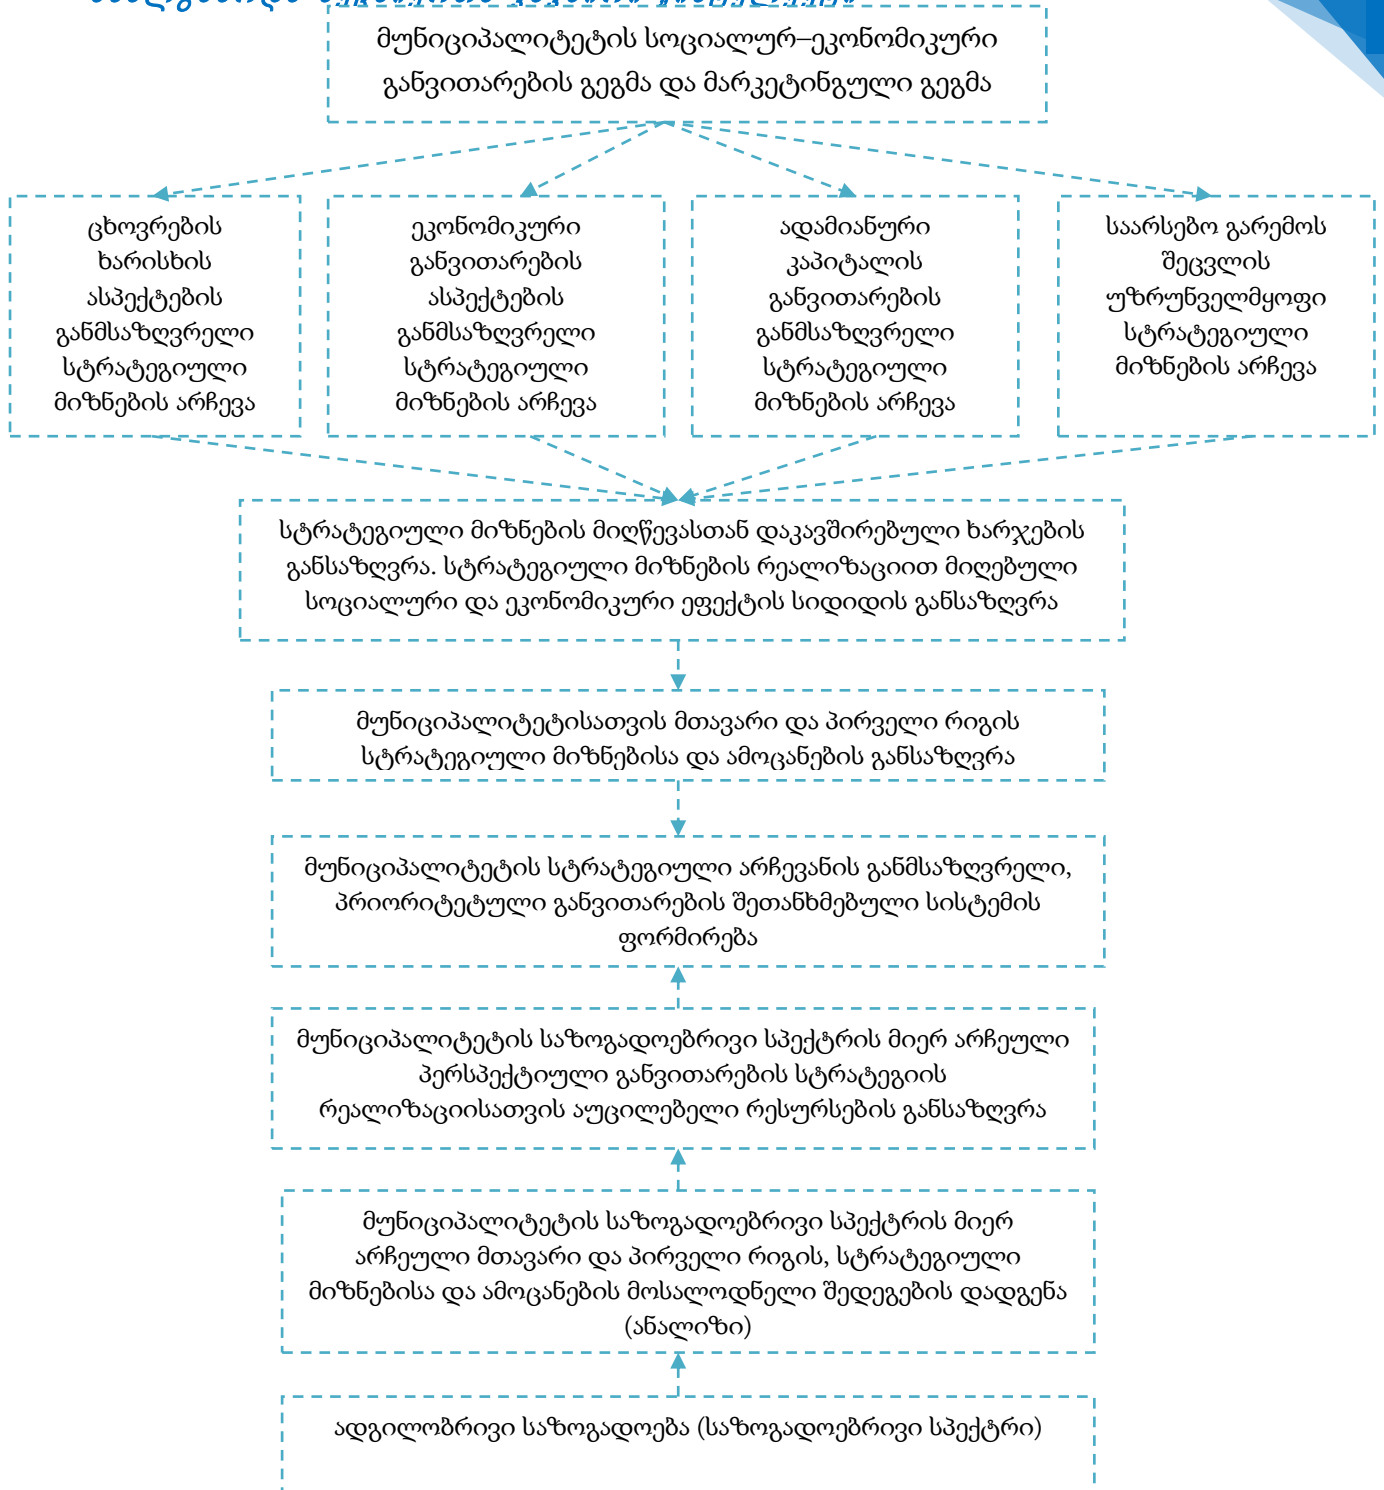 მუნიციპალიტეტის სოციალურ–ეკონომიკური
განვითარების გეგმა და მარკეტინგული გეგმა
ცხოვრების
ხარისხის
ასპექტების
განმსაზღვრელი
სტრატეგიული
მიზნების არჩევა
ეკონომიკური
განვითარების
ასპექტების
განმსაზღვრელი
სტრატეგიული
მიზნების არჩევა
ადამიანური
კაპიტალის
განვითარების
განმსაზღვრელი
სტრატეგიული
მიზნების არჩევა
საარსებო გარემოს
შეცვლის
უზრუნველმყოფი
სტრატეგიული
მიზნების არჩევა
სტრატეგიული მიზნების მიღწევასთან დაკავშირებული ხარჯების
განსაზღვრა. სტრატეგიული მიზნების რეალიზაციით მიღებული
სოციალური და ეკონომიკური ეფექტის სიდიდის განსაზღვრა
მუნიციპალიტეტისათვის მთავარი და პირველი რიგის
სტრატეგიული მიზნებისა და ამოცანების განსაზღვრა
მუნიციპალიტეტის სტრატეგიული არჩევანის განმსაზღვრელი,
პრიორიტეტული განვითარების შეთანხმებული სისტემის
ფორმირება
მუნიციპალიტეტის საზოგადოებრივი სპექტრის მიერ არჩეული
პერსპექტიული განვითარების სტრატეგიის
რეალიზაციისათვის აუცილებელი რესურსების განსაზღვრა
მუნიციპალიტეტის საზოგადოებრივი სპექტრის მიერ
არჩეული მთავარი და პირველი რიგის, სტრატეგიული
მიზნებისა და ამოცანების მოსალოდნელი შედეგების დადგენა
(ანალიზი)
ადგილობრივი საზოგადოება (საზოგადოებრივი სპექტრი)